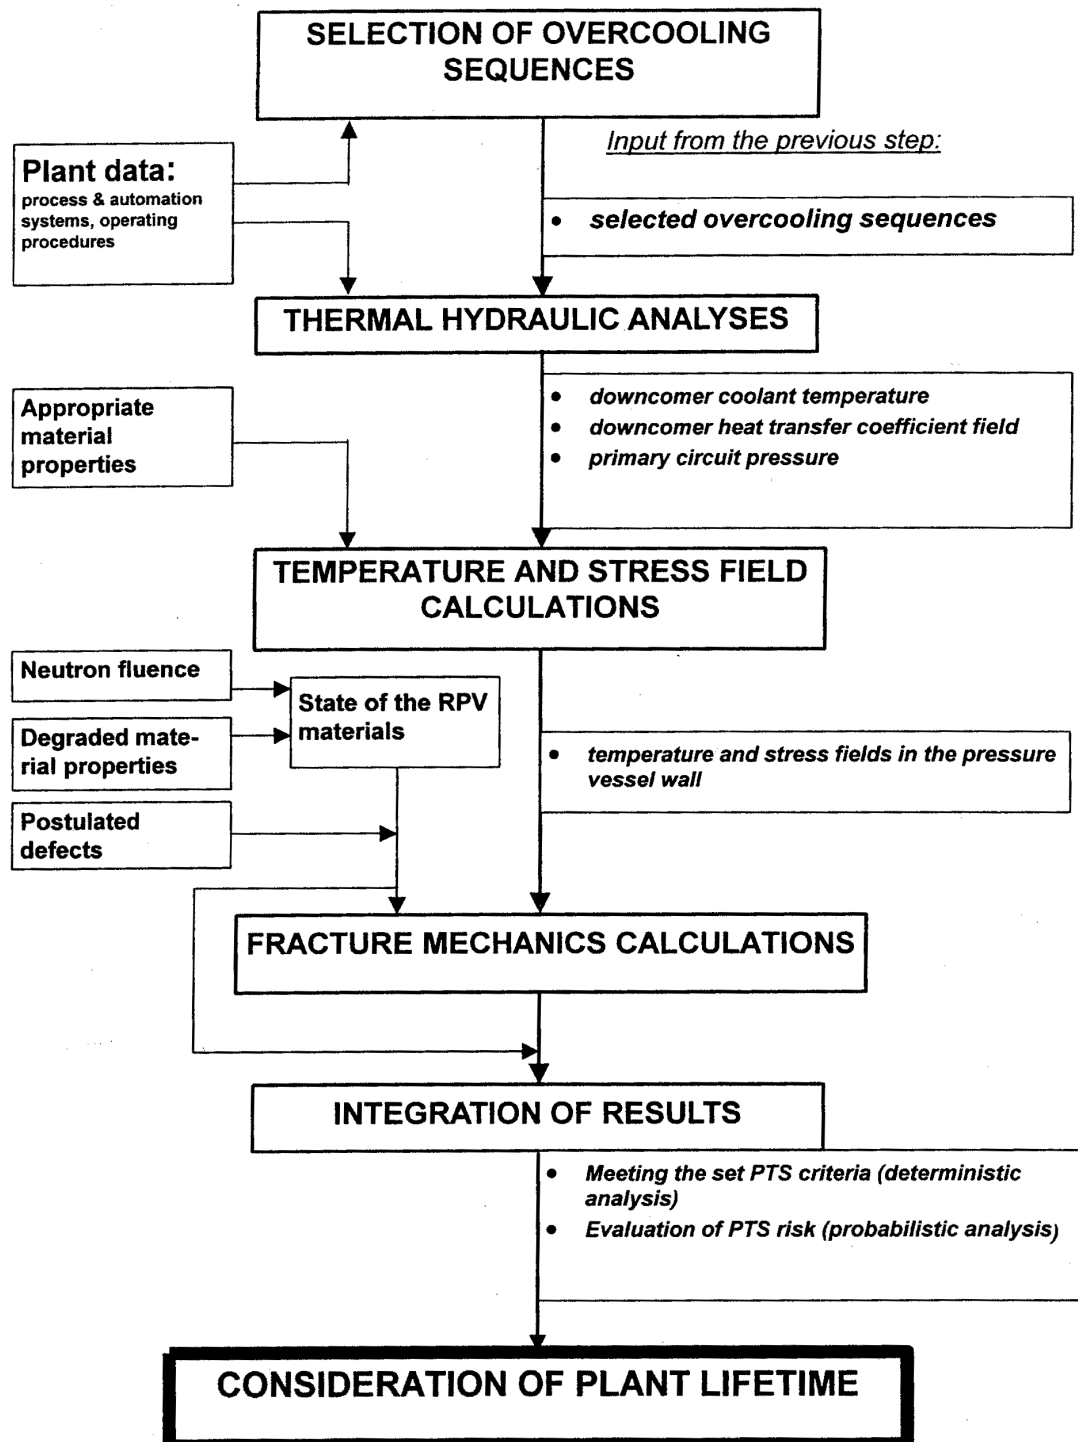 SELECTION OF OVERCOOLING
SEQUENCES
Input from the previous step:
Plant data:
process & automation
systems, operating
procedures
• selected overcooling sequences
THERMAL HYDRAULIC ANALYSES
Appropriate
material
properties
• downcomer coolant temperature
• downcomer heat transfer coefficient field
• primary circuit pressure
TEMPERATURE AND STRESS FIELD
CALCULATIONS
Neutron fluence
State of the RPV
materials
Degraded mate-
rial properties
• temperature and stress fields in the pressure
vessel wall
Postulated
defects
FRACTURE MECHANICS CALCULATIONS
INTEGRATION OF RESULTS
• Meeting the set PTS criteria (deterministic
analysis)
• Evaluation of PTS risk (probabilistic analysis)
CONSIDERATION OF PLANT LIFETIME